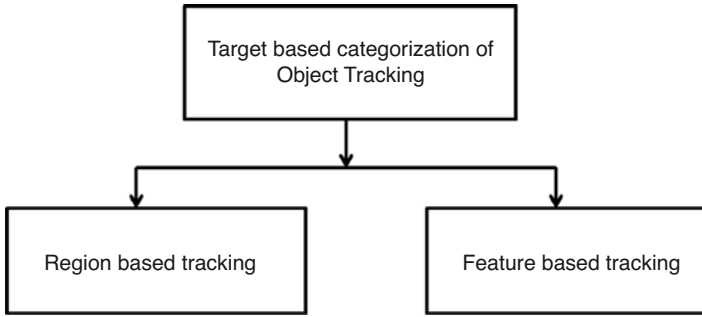 Target based categorization of
Object Tracking
Region based tracking
Feature based tracking